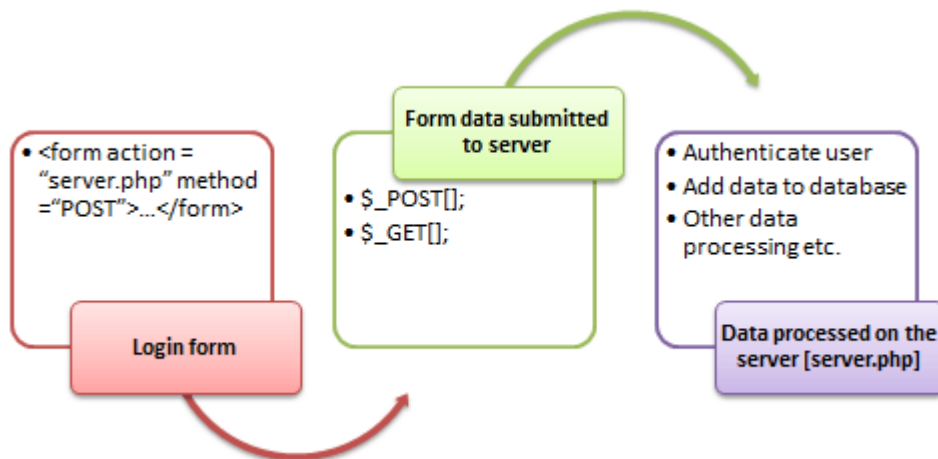 • <form action =
“server.php” method
=“POST”>...</form>
Login form
Form data submitted
to server
• $_POST[];
• $_GET[];
• Authenticate user
• Add data to database
• Other data
processing etc.
Data processed on the
server [server.php]